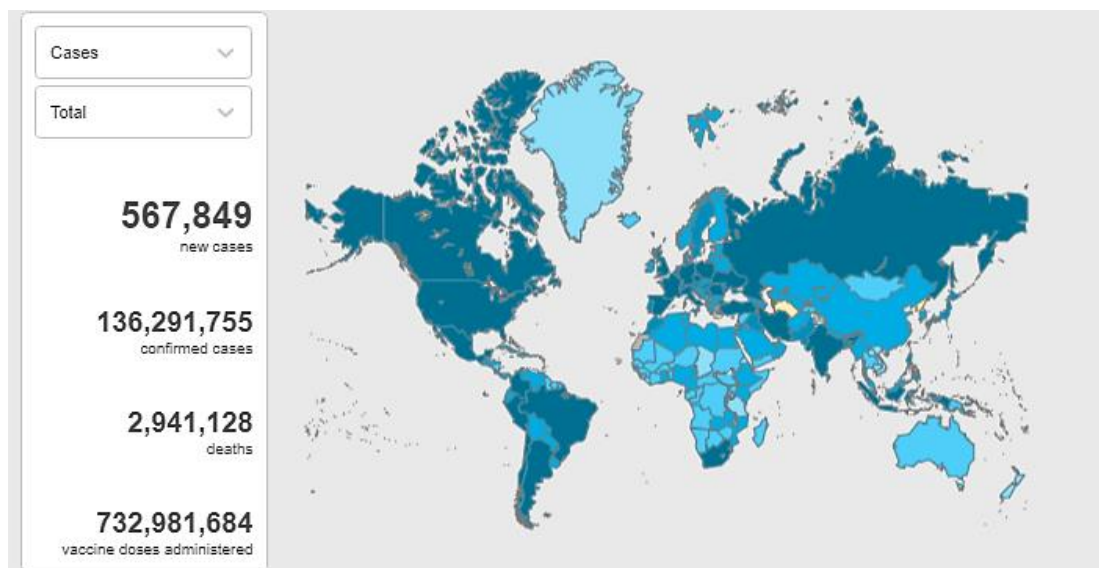 Cases
Total
567,849
new cases
136,291,755
confirmed cases
2,941,128
deaths
732,981,684
vaccine doses administered